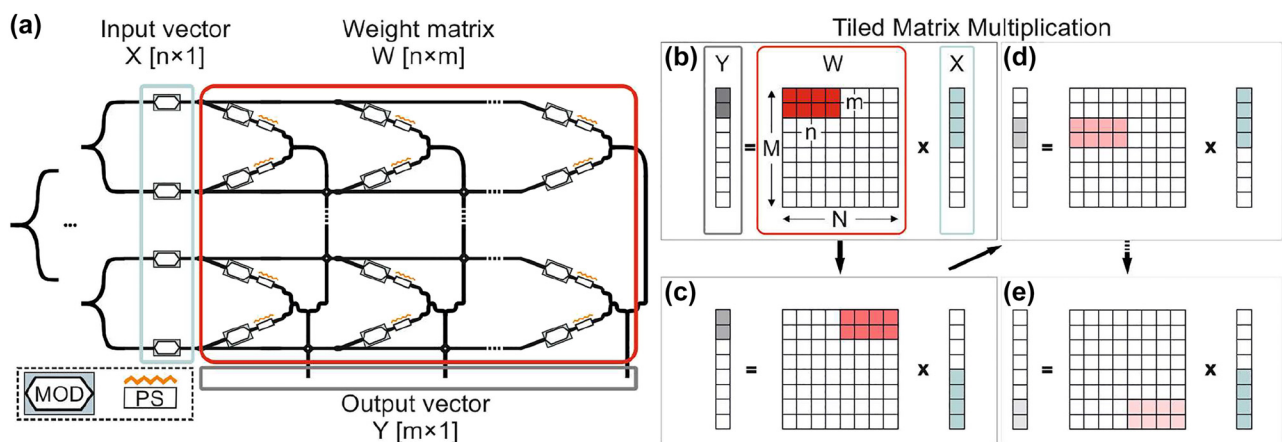 (a)
Input vector
X [n×1]
Weight matrix
W [n×m]
...
MOD
PS
Output vector
Y [m×1]
Tiled Matrix Multiplication
(b)
Y
W
X
m
n
M
N
=
x
(d)
=
x
(c)
=
x
(e)
=
x